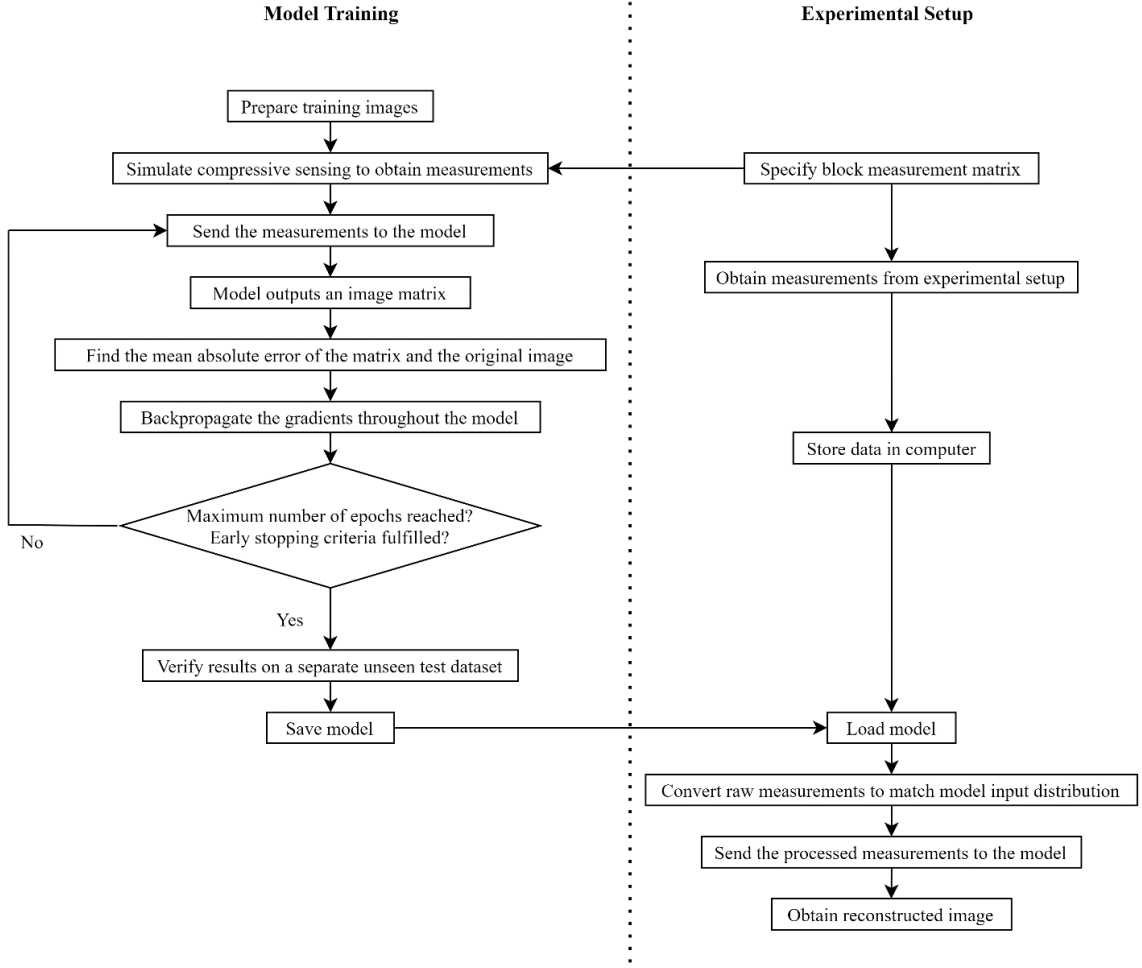 Model Training
Prepare training images
Simulate compressive sensing to obtain measurements
Send the measurements to the model
Model outputs an image matrix
Find the mean absolute error of the matrix and the original image
Backpropagate the gradients throughout the model
Maximum number of epochs reached?
Early stopping criteria fulfilled?
No
Yes
Verify results on a separate unseen test dataset
Save model
Experimental Setup
Specify block measurement matrix
Obtain measurements from experimental setup
Store data in computer
Load model
Convert raw measurements to match model input distribution
Send the processed measurements to the model
Obtain reconstructed image